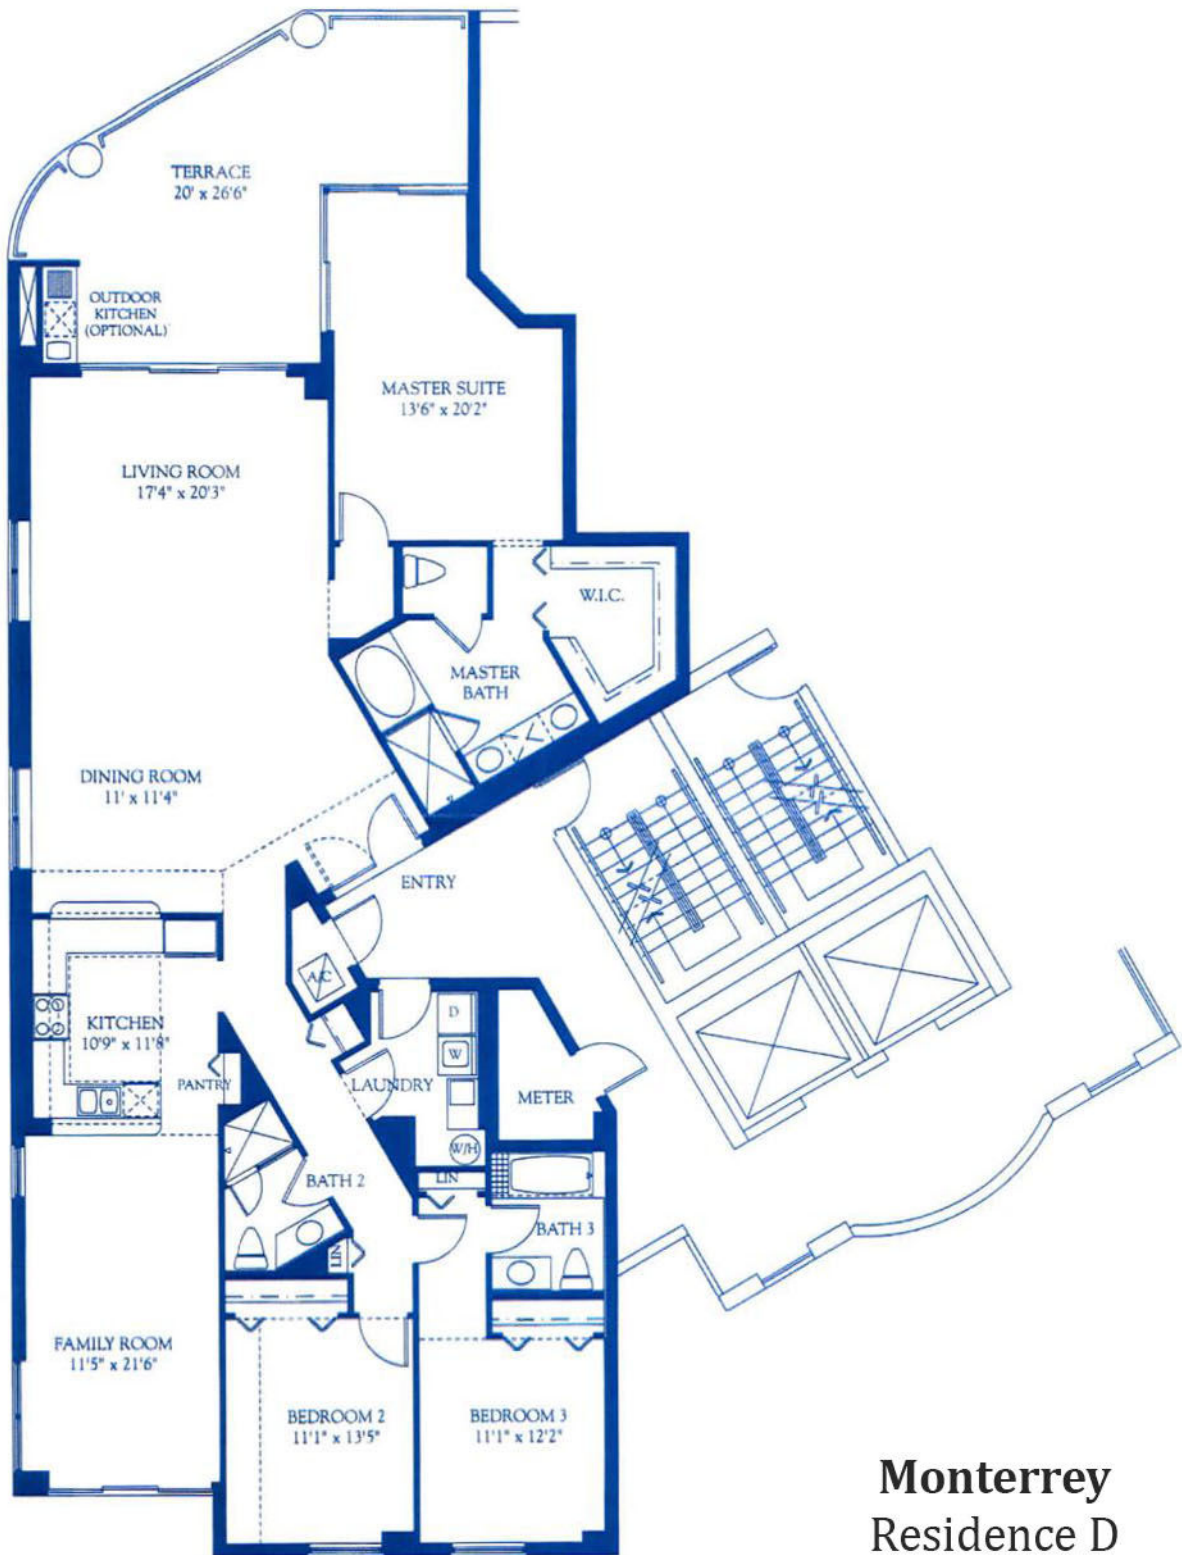 TERRACE
20' x 26'6"
OUTDOOR
KITCHEN
(OPTIONAL)
MASTER SUITE
13'6" x 20'2"
LIVING ROOM
17'4" x 20'3"
W.I.C.
MASTER
BATH
DINING ROOM
11' x 11'4"
ENTRY
A/C
D
KITCHEN
10'9" x 11'8"
W
PANTRY
LAUNDRY
METER
W/H
BATH 2
LIN
BATH 3
LIN
FAMILY ROOM
11'5" x 21'6"
BEDROOM 2
11'1" x 13'5"
BEDROOM 3
11'1" x 12'2"
Monterrey
Residence D